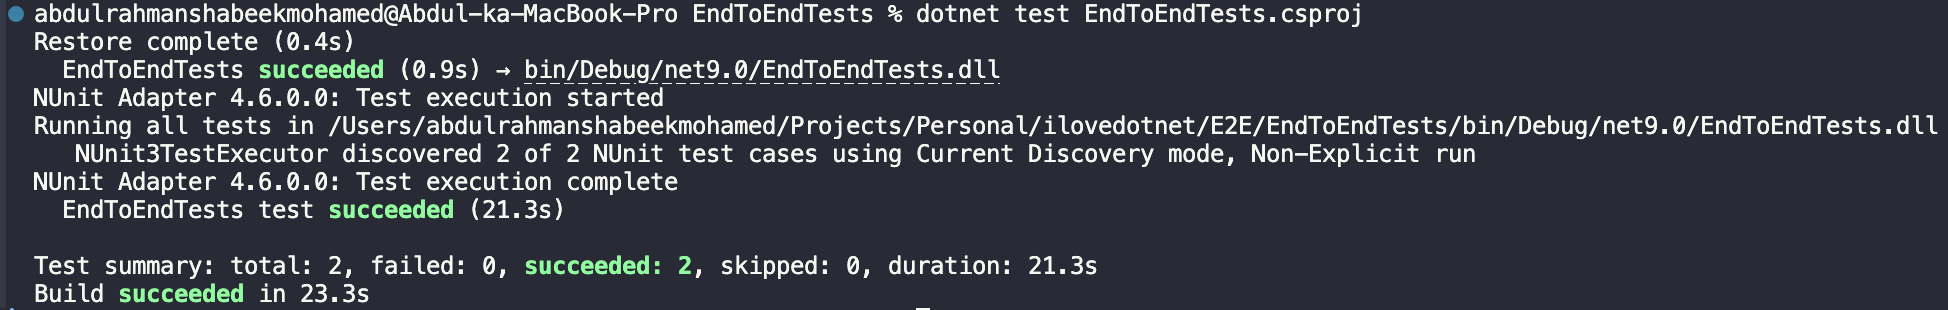 abdulrahmanshabeekmohamed@Abdul-ka-MacBook-Pro EndToEndTests % dotnet test EndToEndTests.csproj
Restore complete (0.4s)
EndToEndTests succeeded (0.9s) → bin/Debug/net9.0/EndToEndTests.dll
NUnit Adapter 4.6.0.0: Test execution started
Running all tests in /Users/abdulrahmanshabeekmohamed/Projects/Personal/ilovedotnet/E2E/EndToEndTests/bin/Debug/net9.0/EndToEndTests.dll
NUnit3TestExecutor discovered 2 of 2 NUnit test cases using Current Discovery mode, Non-Explicit run
NUnit Adapter 4.6.0.0: Test execution complete
EndToEndTests test succeeded (21.3s)
Test summary: total: 2, failed: 0, succeeded: 2, skipped: 0, duration: 21.3s
Build succeeded in 23.3s